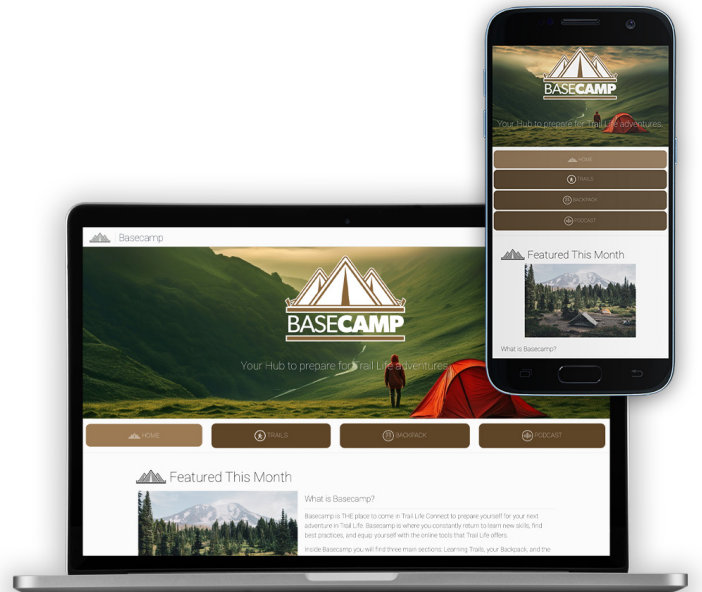 Basecamp
BASECAMP
Your Hub to prepare for Trail Life adventures.
HOME
TRAILS
BACKPACK
PODCAST
Featured This Month
What is Basecamp?
Basecamp is THE place to come in Trail Life Connect to prepare yourself for your next
adventure in Trail Life. Basecamp is where you constantly return to learn new skills, find
best practices, and equip yourself with the online tools that Trail Life offers.
Inside Basecamp you will find three main sections: Learning Trails, your Backpack, and the
BASECAMP
Your Hub to prepare for Trail Life adventures.
HOME
TRAILS
BACKPACK
PODCAST
Featured This Month
What is Basecamp?